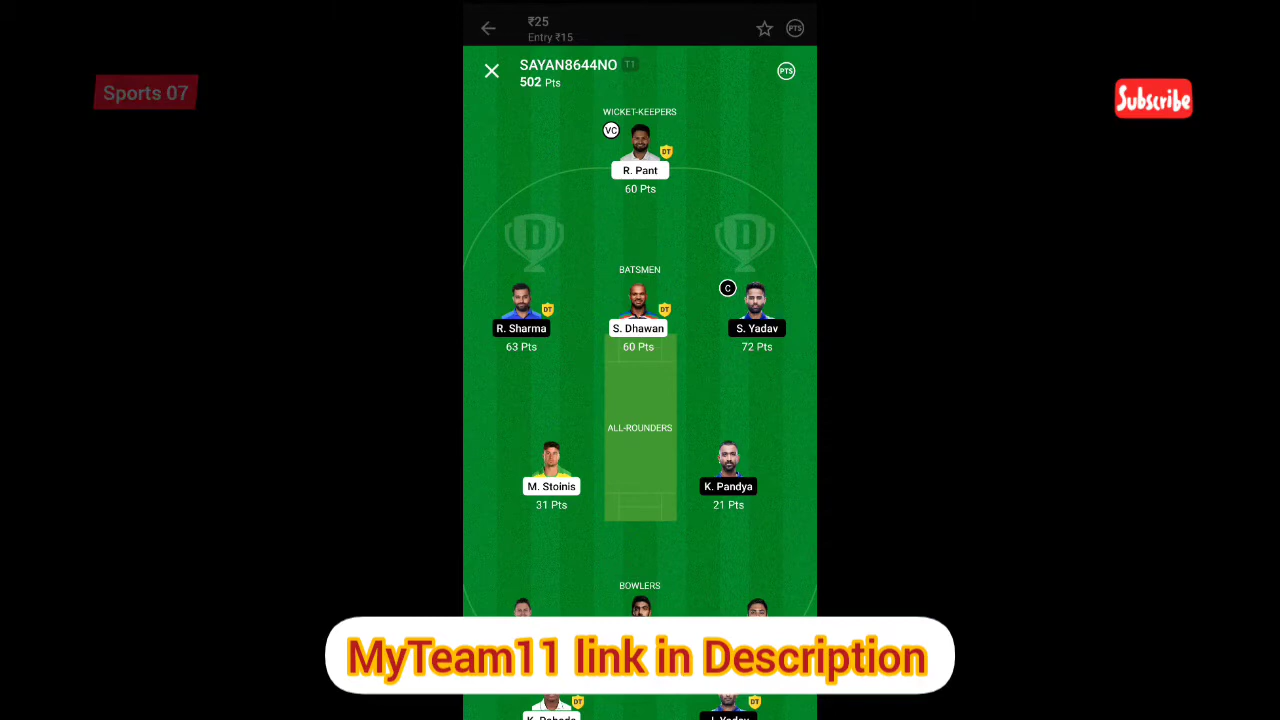 ₹25
Entry ₹15
PTS
Sports 07
Subscribe
SAYAN8644NO T1
502 Pts
PTS
WICKET-KEEPERS
VC
DT
R. Pant
60 Pts
D
D
BATSMEN
C
DT
DT
R. Sharma
S. Dhawan
S. Yadav
63 Pts
60 Pts
72 Pts
ALL-ROUNDERS
M. Stoinis
K. Pandya
31 Pts
21 Pts
BOWLERS
MyTeam11 link in Description
DT
DT
K. Rabada
J. Yadav